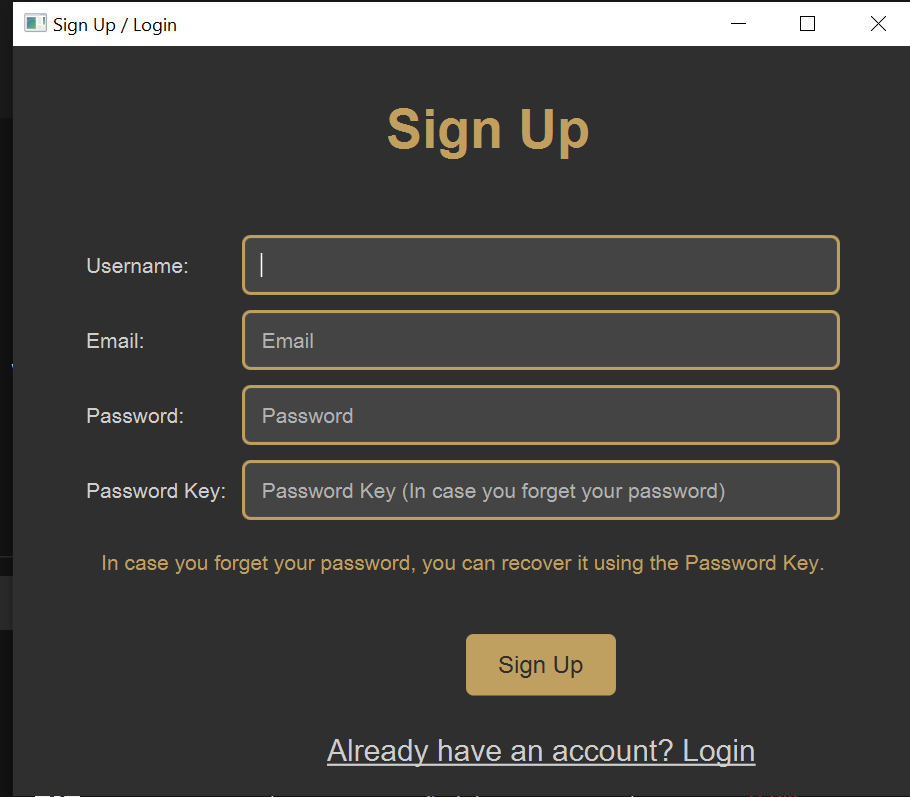 Sign Up / Login
Sign Up
Username:
Email: Email
Password: Password
Password Key: Password Key (In case you forget your password)
In case you forget your password, you can recover it using the Password Key.
Sign Up
Already have an account? Login